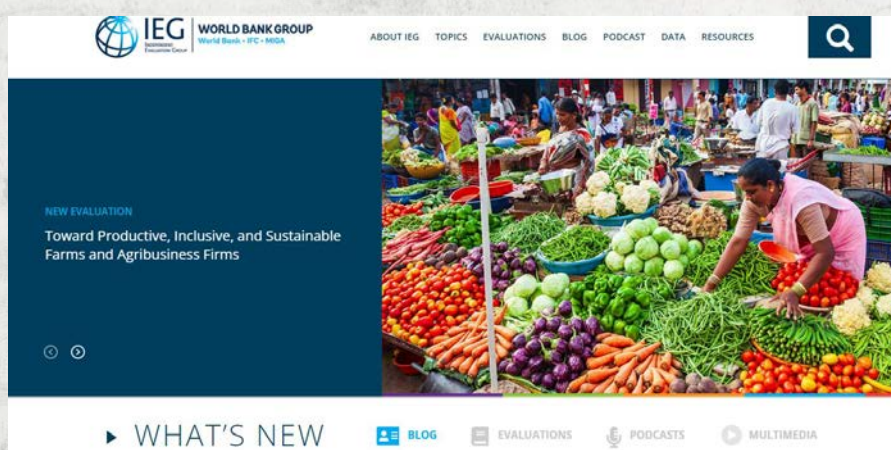 IEG
INDEPENDENT
EVALUATION GROUP
WORLD BANK GROUP
World Bank • IFC • MIGA
ABOUT IEG TOPICS EVALUATIONS BLOG PODCAST DATA RESOURCES
NEW EVALUATION
Toward Productive, Inclusive, and Sustainable
Farms and Agribusiness Firms
WHAT'S NEW
BLOG EVALUATIONS PODCASTS MULTIMEDIA